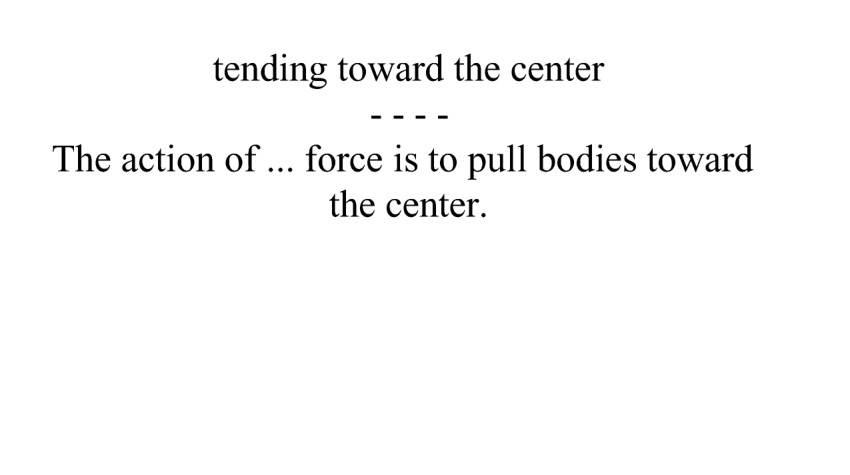 tending toward the center
- - - -
The action of ... force is to pull bodies toward
the center.